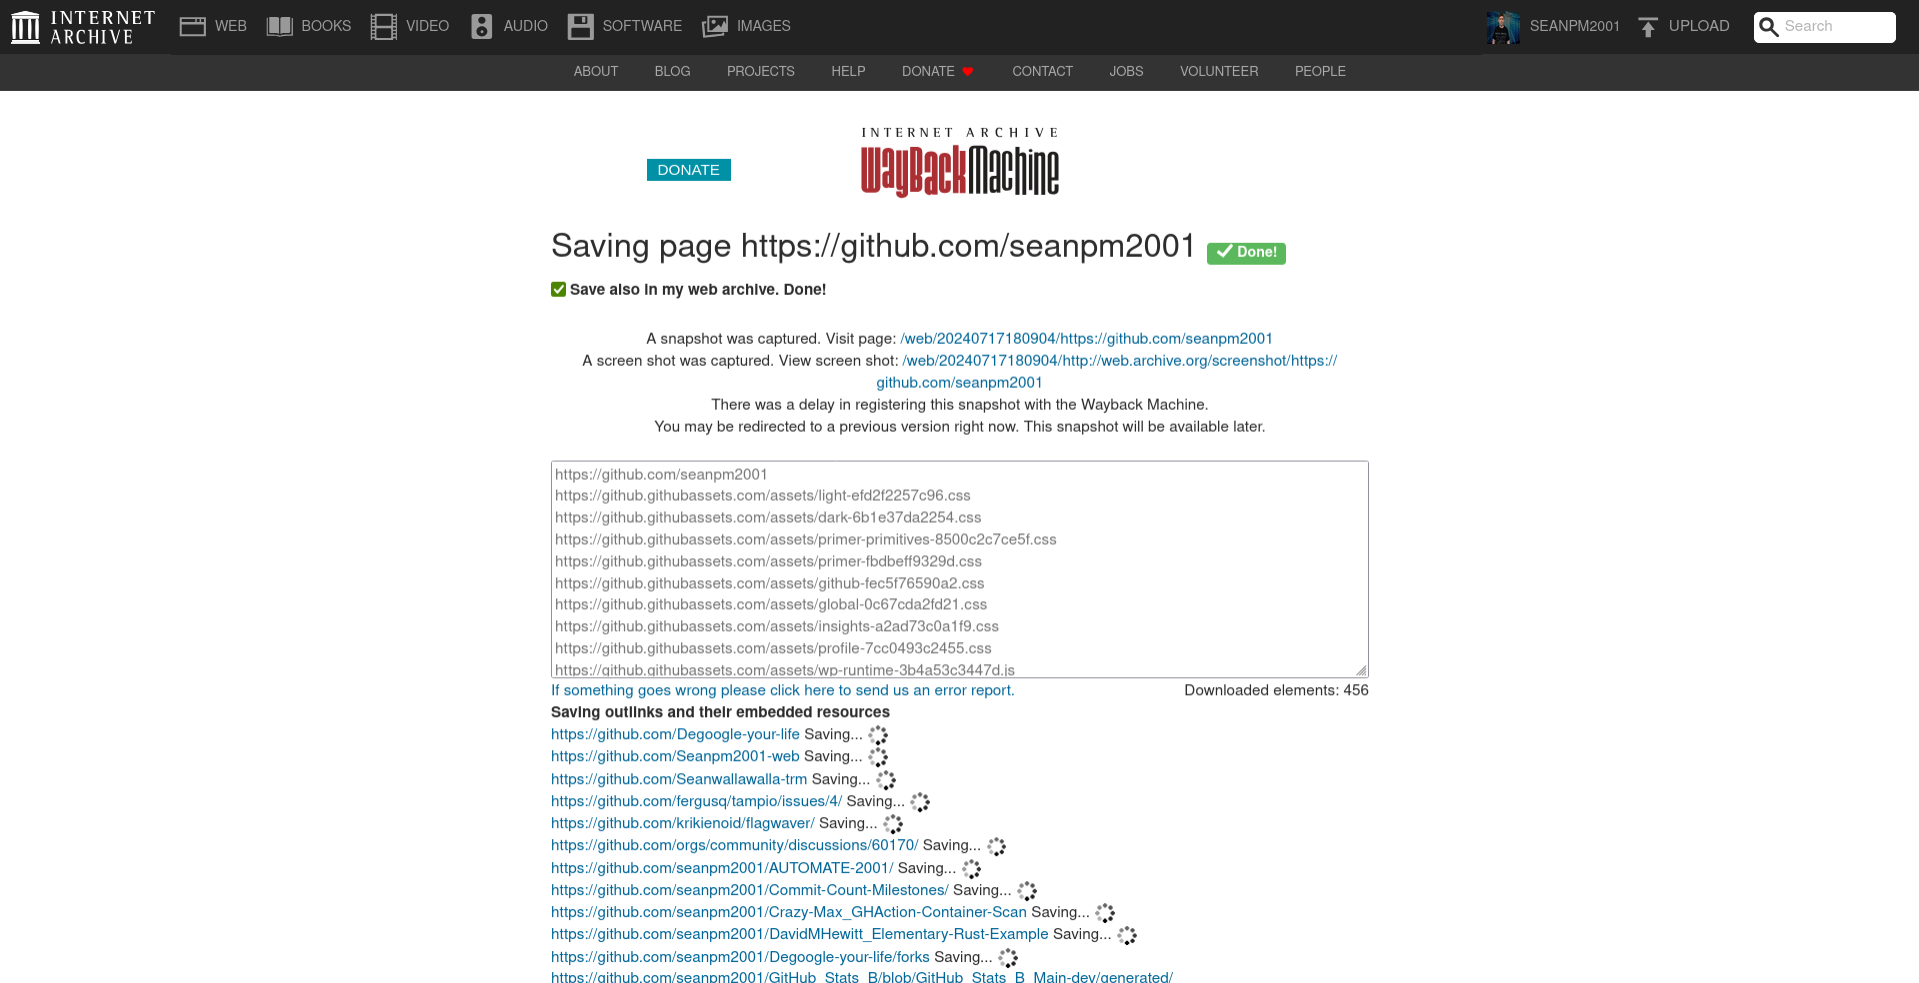 INTERNET ARCHIVE
WEB BOOKS VIDEO AUDIO SOFTWARE IMAGES SEANPM2001 UPLOAD Search
ABOUT BLOG PROJECTS HELP DONATE CONTACT JOBS VOLUNTEER PEOPLE
INTERNET ARCHIVE
DONATE
WayBackMachine
Saving page https://github.com/seanpm2001 Done!
Save also in my web archive. Done!
A snapshot was captured. Visit page: /web/20240717180904/https://github.com/seanpm2001
A screen shot was captured. View screen shot: /web/20240717180904/http://web.archive.org/screenshot/https://
github.com/seanpm2001
There was a delay in registering this snapshot with the Wayback Machine.
You may be redirected to a previous version right now. This snapshot will be available later.
https://github.com/seanpm2001
https://github.githubassets.com/assets/light-efd2f2257c96.css
https://github.githubassets.com/assets/dark-6b1e37da2254.css
https://github.githubassets.com/assets/primer-primitives-8500c2c7ce5f.css
https://github.githubassets.com/assets/primer-fbdbeff9329d.css
https://github.githubassets.com/assets/github-fec5f76590a2.css
https://github.githubassets.com/assets/global-0c67cda2fd21.css
https://github.githubassets.com/assets/insights-a2ad73c0a1f9.css
https://github.githubassets.com/assets/profile-7cc0493c2455.css
https://github.githubassets.com/assets/wp-runtime-3b4a53c3447d.js
If something goes wrong please click here to send us an error report. Downloaded elements: 456
Saving outlinks and their embedded resources
https://github.com/Degoogle-your-life Saving...
https://github.com/Seanpm2001-web Saving...
https://github.com/Seanwallawalla-trm Saving...
https://github.com/fergusq/tampio/issues/4/ Saving...
https://github.com/krikienoid/flagwaver/ Saving...
https://github.com/orgs/community/discussions/60170/ Saving...
https://github.com/seanpm2001/AUTOMATE-2001/ Saving...
https://github.com/seanpm2001/Commit-Count-Milestones/ Saving...
https://github.com/seanpm2001/Crazy-Max_GHAction-Container-Scan Saving...
https://github.com/seanpm2001/DavidMHewitt_Elementary-Rust-Example Saving...
https://github.com/seanpm2001/Degoogle-your-life/forks Saving...
https://github.com/seanpm2001/GitHub_Stats_B/blob/GitHub_Stats_B_Main-dev/generated/